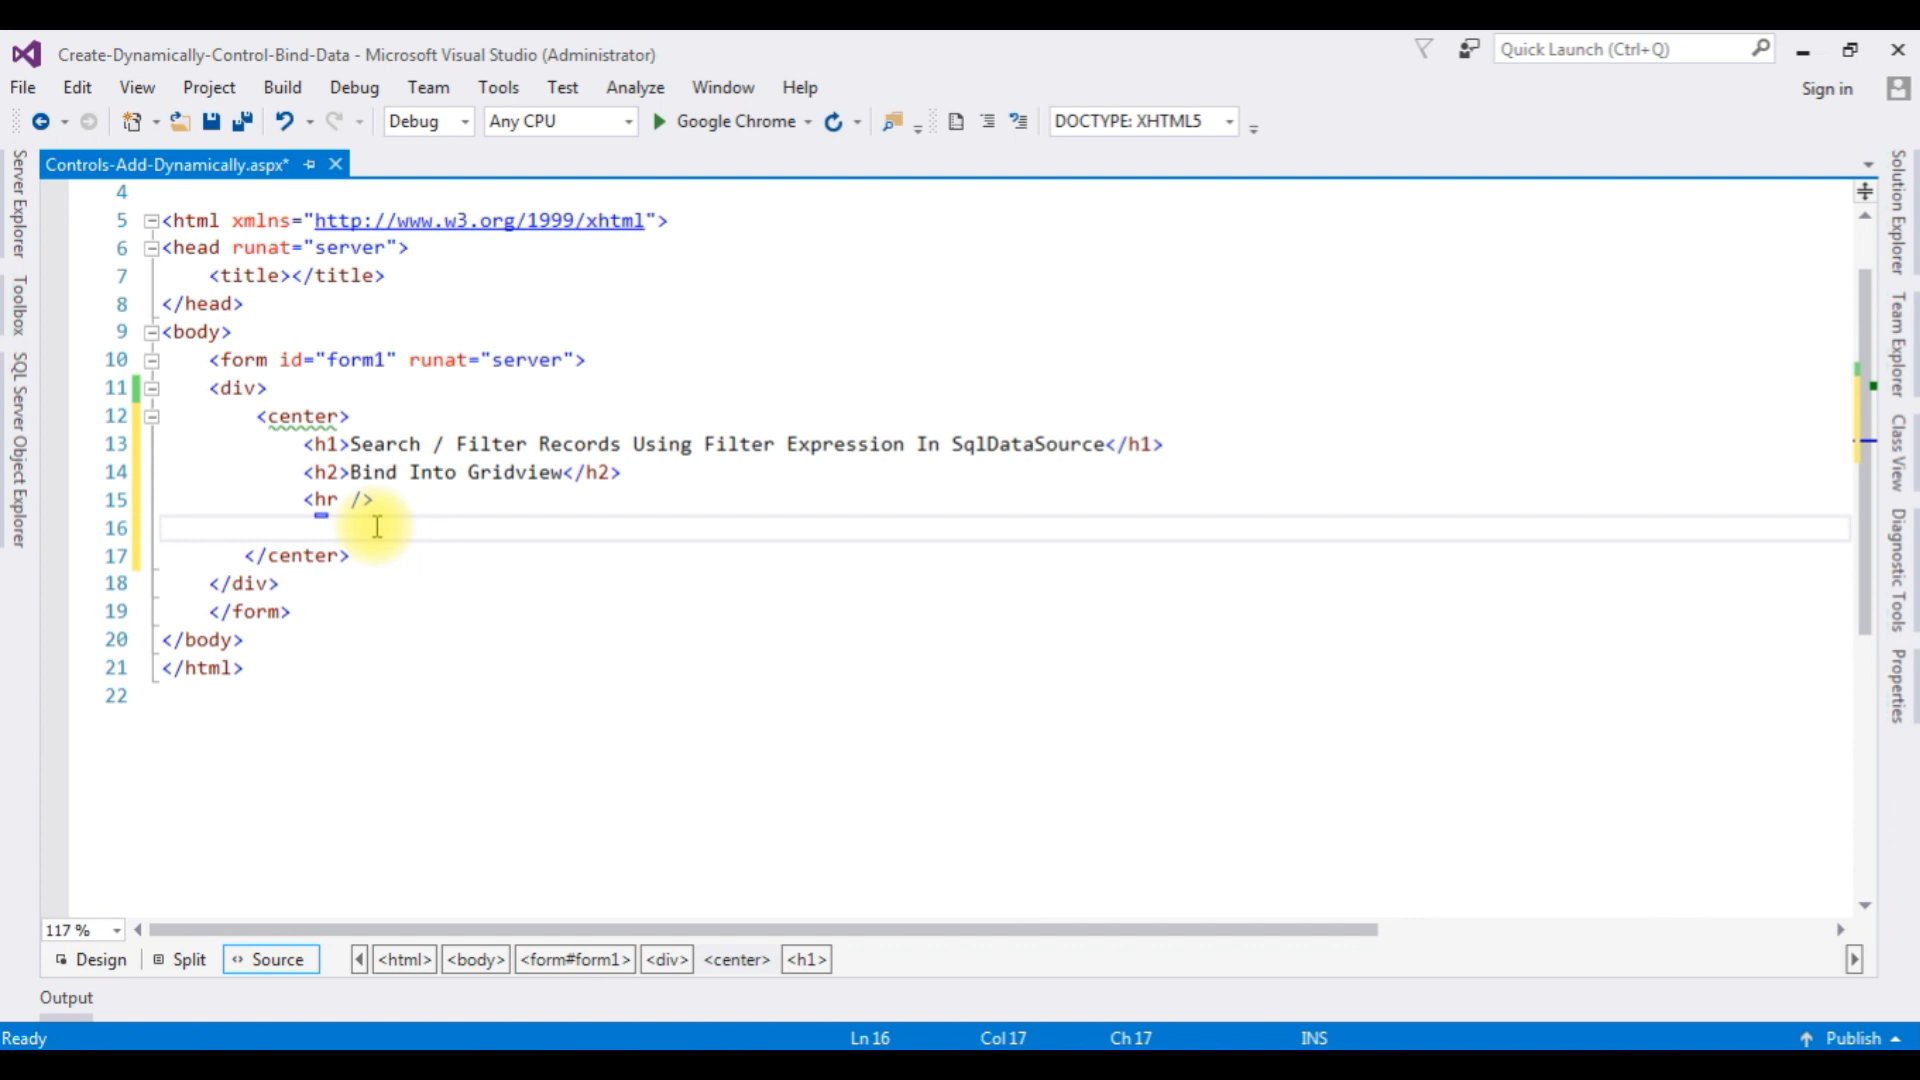 Create-Dynamically-Control-Bind-Data - Microsoft Visual Studio (Administrator)
Quick Launch (Ctrl+Q)
File Edit View Project Build Debug Team Tools Test Analyze Window Help
Sign in
Debug Any CPU Google Chrome DOCTYPE: XHTML5
Controls-Add-Dynamically.aspx*
Server Explorer
Toolbox
SQL Server Object Explorer
4
5 <html xmlns="http://www.w3.org/1999/xhtml">
6 <head runat="server">
7 <title></title>
8 </head>
9 <body>
10 <form id="form1" runat="server">
11 <div>
12 <center>
13 <h1>Search / Filter Records Using Filter Expression In SqlDataSource</h1>
14 <h2>Bind Into Gridview</h2>
15 <hr />
16
17 </center>
18 </div>
19 </form>
20 </body>
21 </html>
22
Solution Explorer
Team Explorer
Class View
Diagnostic Tools
Properties
117 %
Design Split Source <html> <body> <form#form1> <div> <center> <h1>
Output
Ready Ln 16 Col 17 Ch 17 INS Publish